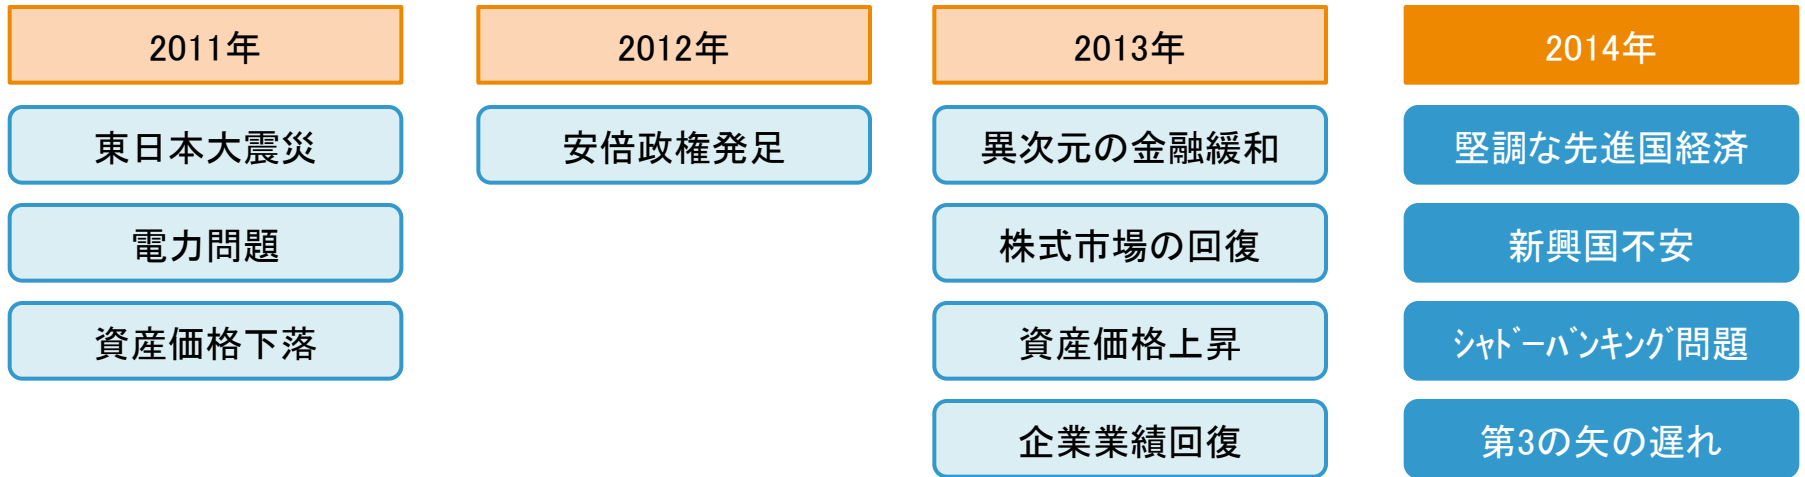 2011年
東日本大震災
電力問題
資産価格下落
2012年
安倍政権発足
2013年
異次元の金融緩和
株式市場の回復
資産価格上昇
企業業績回復
2014年
堅調な先進国経済
新興国不安
ｼｬﾄﾞｰﾊﾞﾝｷﾝｸﾞ問題
第3の矢の遅れ